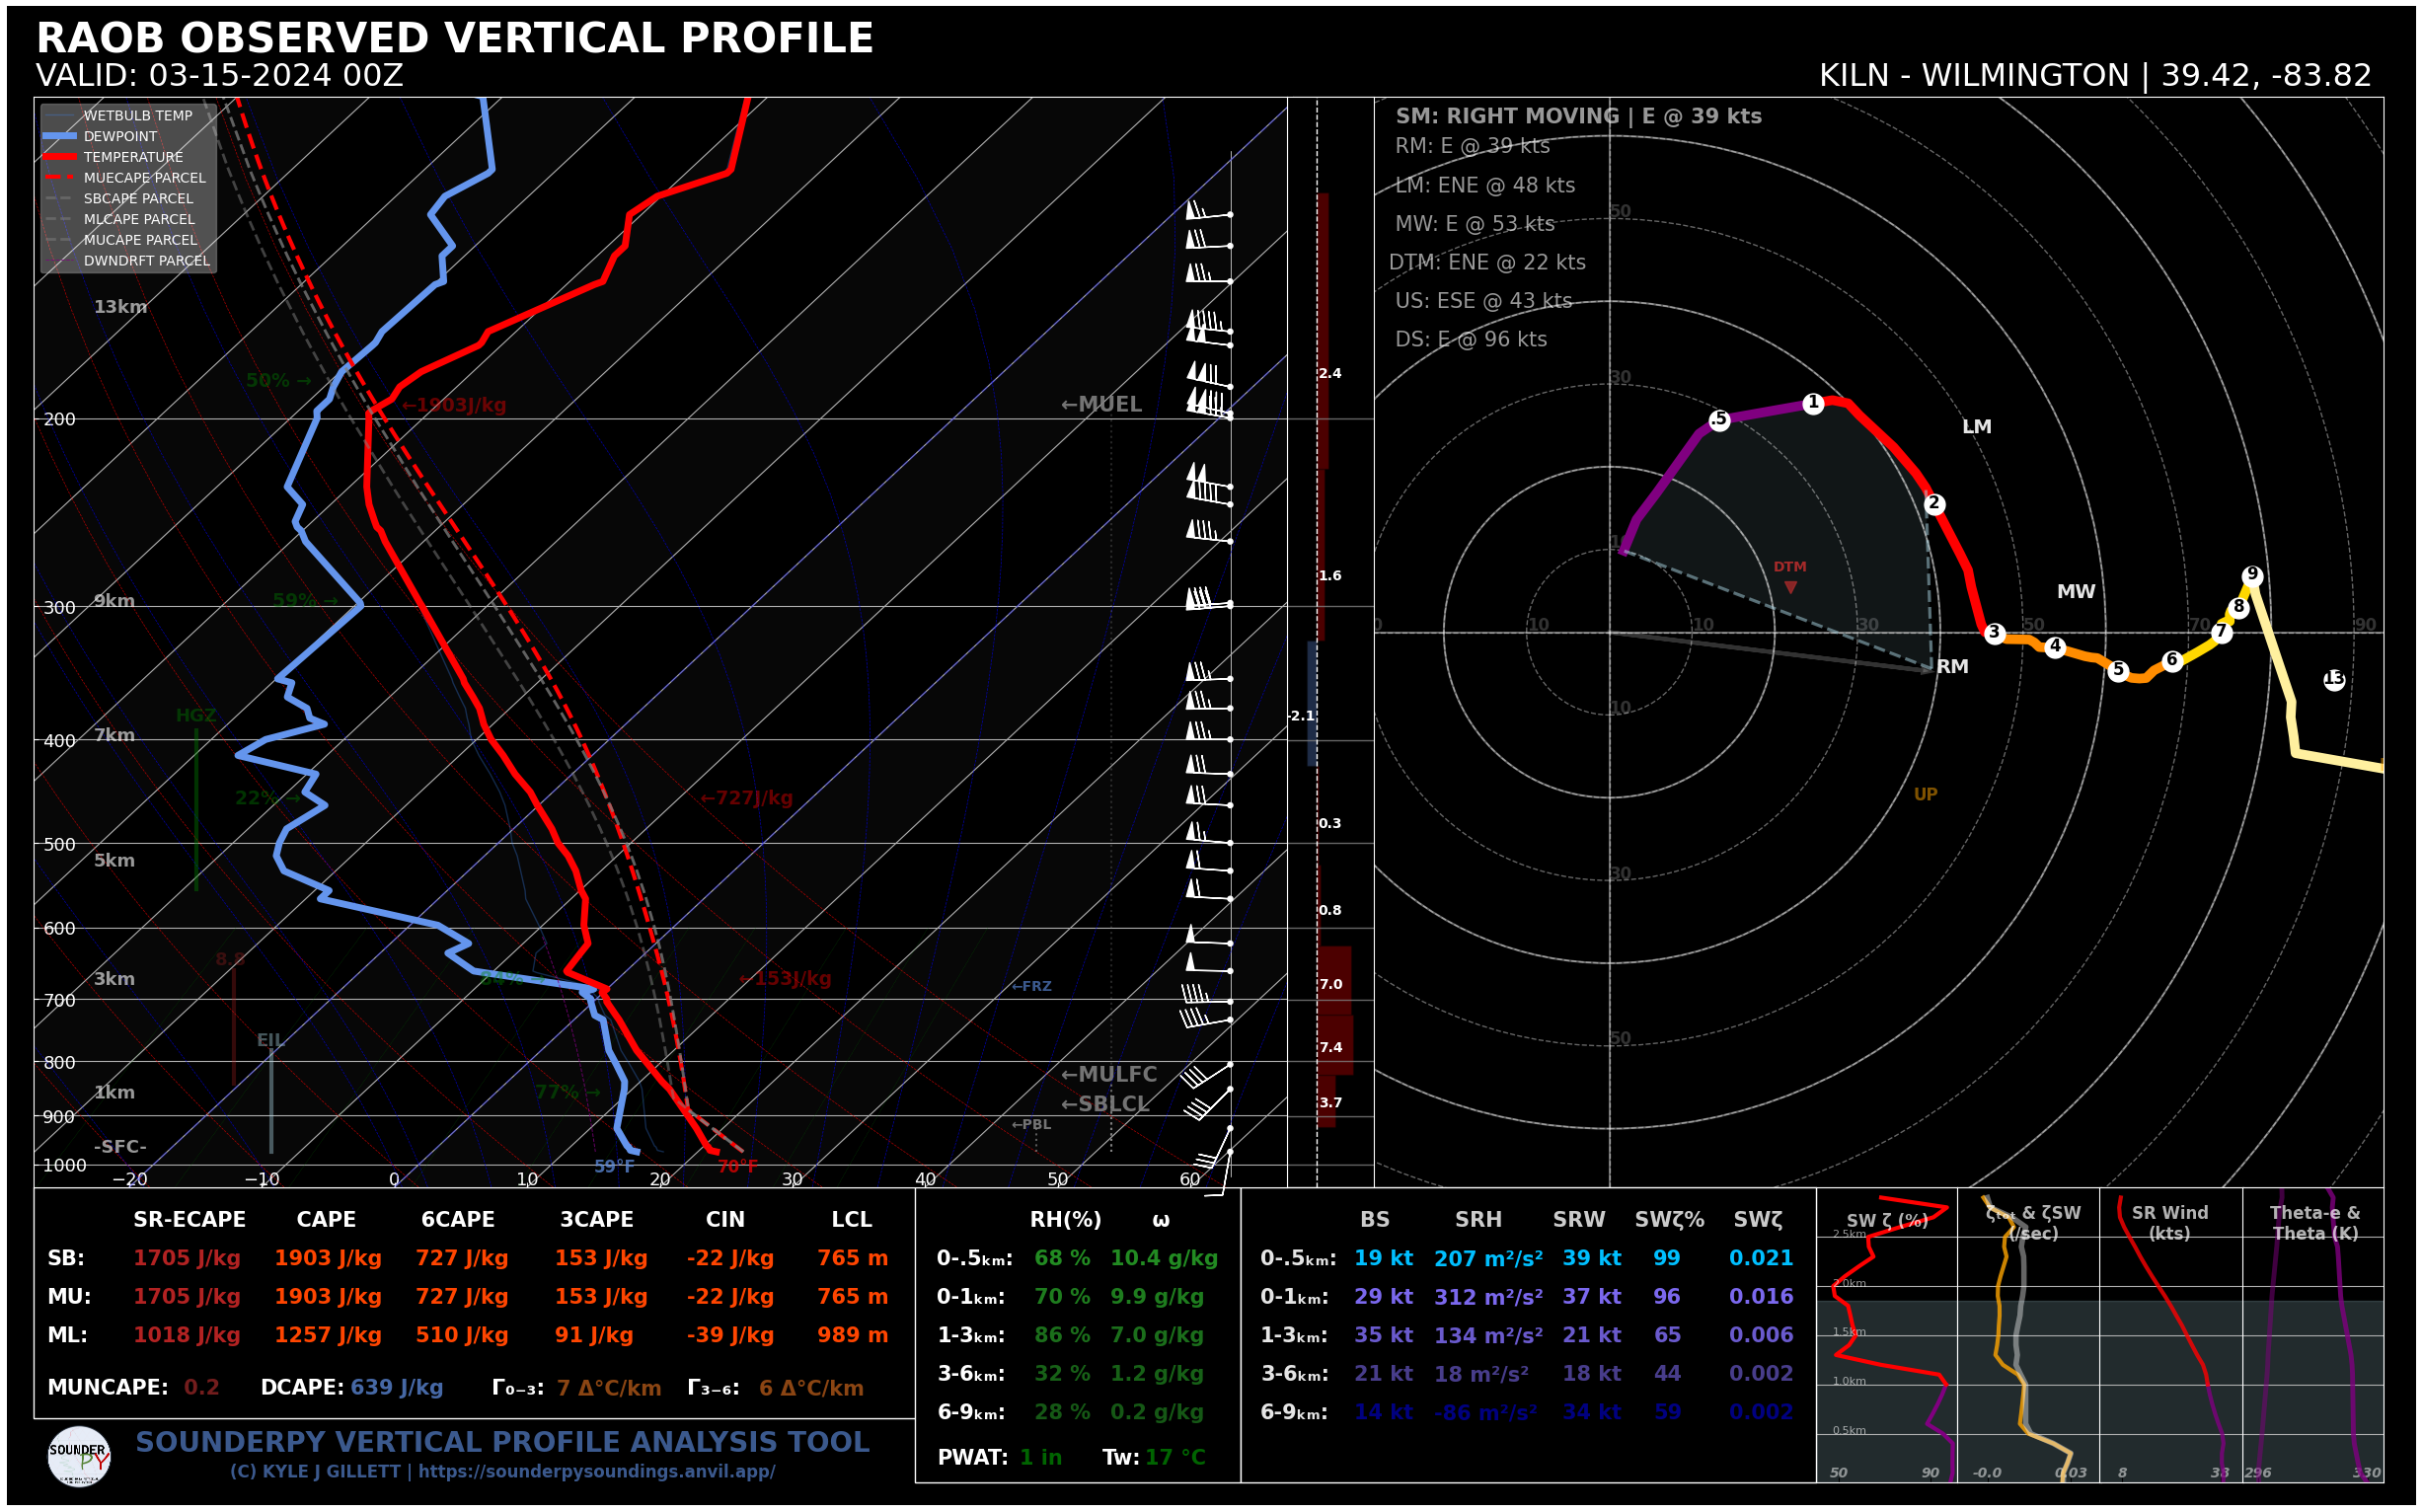 RAOB OBSERVED VERTICAL PROFILE
VALID: 03-15-2024 00Z
KILN - WILMINGTON | 39.42, -83.82
WETBULB TEMP
DEWPOINT
TEMPERATURE
MUECAPE PARCEL
SBCAPE PARCEL
MLCAPE PARCEL
MUCAPE PARCEL
DWNDRFT PARCEL
13km
50% →
←1903J/kg
←MUEL
200
59% →
300
9km
HGZ
400
7km
22% →
←727J/kg
500
5km
600
8.8
3km
84% →
←153J/kg
←FRZ
700
EIL
800
←MULFC
1km
77% →
←SBLCL
900
←PBL
-SFC-
1000
59°F
70°F
−20 −10 0 10 20 30 40 50 60
2.4
1.6
-2.1
0.3
0.8
7.0
7.4
3.7
SM: RIGHT MOVING | E @ 39 kts
RM: E @ 39 kts
LM: ENE @ 48 kts
MW: E @ 53 kts
DTM: ENE @ 22 kts
US: ESE @ 43 kts
DS: E @ 96 kts
50
30
10
0 10 10 30 50 70 90
10
30
50
.5 1 2 3 4 5 6 7 8 9 13
LM
MW
DTM
RM
UP
SR-ECAPE CAPE 6CAPE 3CAPE CIN LCL
SB: 1705 J/kg 1903 J/kg 727 J/kg 153 J/kg -22 J/kg 765 m
MU: 1705 J/kg 1903 J/kg 727 J/kg 153 J/kg -22 J/kg 765 m
ML: 1018 J/kg 1257 J/kg 510 J/kg 91 J/kg -39 J/kg 989 m
MUNCAPE: 0.2 DCAPE: 639 J/kg Γ₀₋₃: 7 Δ°C/km Γ₃₋₆: 6 Δ°C/km
RH(%) ω
0-.5ₖₘ: 68 % 10.4 g/kg
0-1ₖₘ: 70 % 9.9 g/kg
1-3ₖₘ: 86 % 7.0 g/kg
3-6ₖₘ: 32 % 1.2 g/kg
6-9ₖₘ: 28 % 0.2 g/kg
PWAT: 1 in Tw: 17 °C
BS SRH SRW SWζ% SWζ
0-.5ₖₘ: 19 kt 207 m²/s² 39 kt 99 0.021
0-1ₖₘ: 29 kt 312 m²/s² 37 kt 96 0.016
1-3ₖₘ: 35 kt 134 m²/s² 21 kt 65 0.006
3-6ₖₘ: 21 kt 18 m²/s² 18 kt 44 0.002
6-9ₖₘ: 14 kt -86 m²/s² 34 kt 59 0.002
SW ζ (%)
ζₜₒₜ & ζSW
(/sec)
SR Wind
(kts)
Theta-e &
Theta (K)
2.5km
2.0km
1.5km
1.0km
0.5km
50 90 -0.0 0.03 8 38 296 330
SOUNDERPY
SOUNDERPY VERTICAL PROFILE ANALYSIS TOOL
(C) KYLE J GILLETT | https://sounderpysoundings.anvil.app/